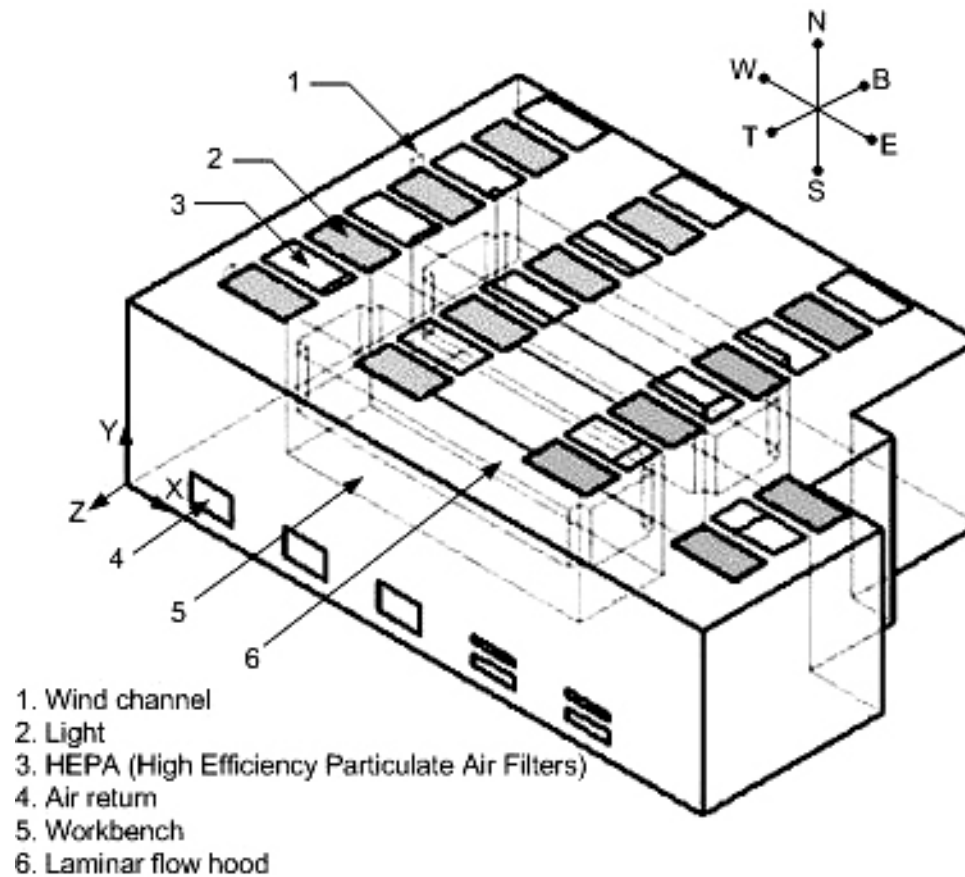 N
W
B
T
E
S
1
2
3
Y
Z
X
4
5
6
1. Wind channel
2. Light
3. HEPA (High Efficiency Particulate Air Filters)
4. Air return
5. Workbench
6. Laminar flow hood